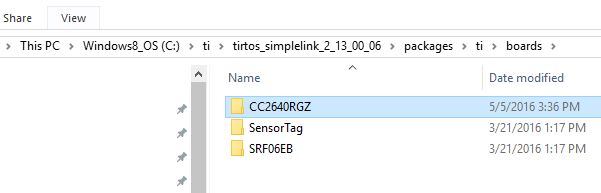 Share View
This PC > Windows8_OS (C:) > ti > tirtos_simplelink_2_13_00_06 > packages > ti > boards >
Name Date modified
CC2640RGZ 5/5/2016 3:36 PM
SensorTag 3/21/2016 1:17 PM
SRF06EB 3/21/2016 1:17 PM